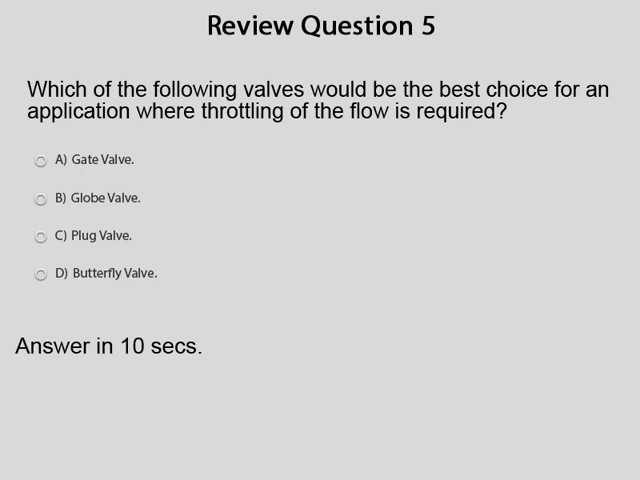 Review Question 5
Which of the following valves would be the best choice for an
application where throttling of the flow is required?
A) Gate Valve.
B) Globe Valve.
C) Plug Valve.
D) Butterfly Valve.
Answer in 10 secs.